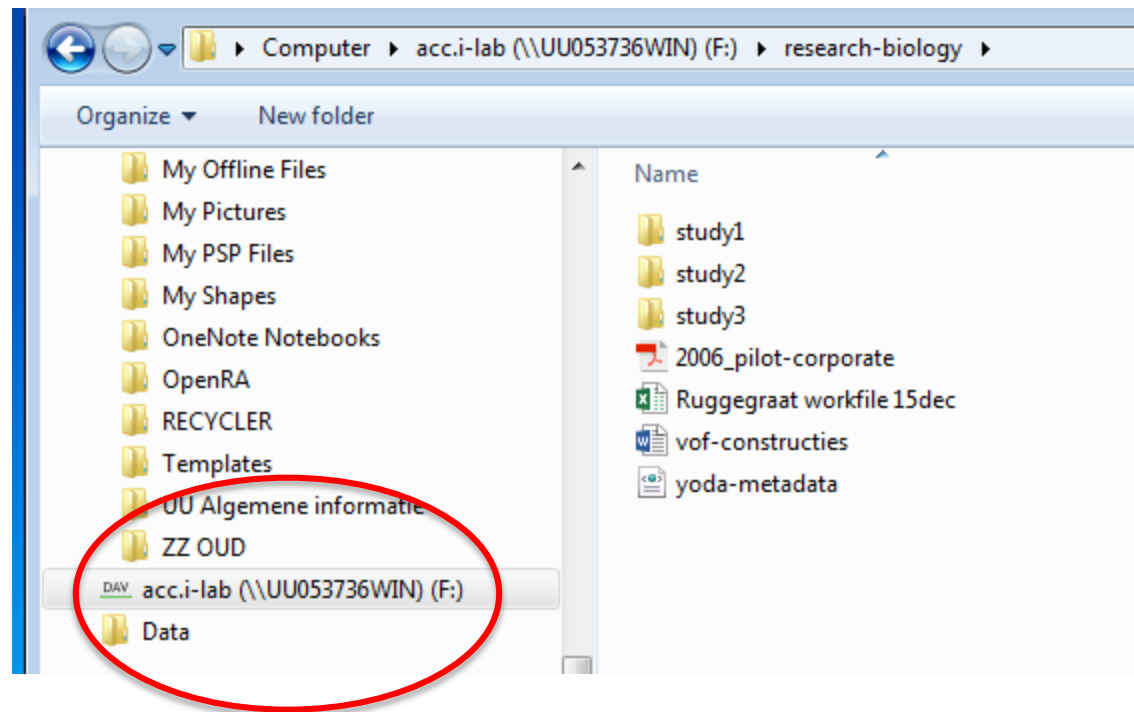 Computer ▸ acc.i-lab (\\UU053736WIN) (F:) ▸ research-biology ▸
Organize New folder
My Offline Files
My Pictures
My PSP Files
My Shapes
OneNote Notebooks
OpenRA
RECYCLER
Templates
UU Algemene informatie
ZZ OUD
DAV acc.i-lab (\\UU053736WIN) (F:)
Data
Name
study1
study2
study3
2006_pilot-corporate
Ruggegraat workfile 15dec
vof-constructies
yoda-metadata